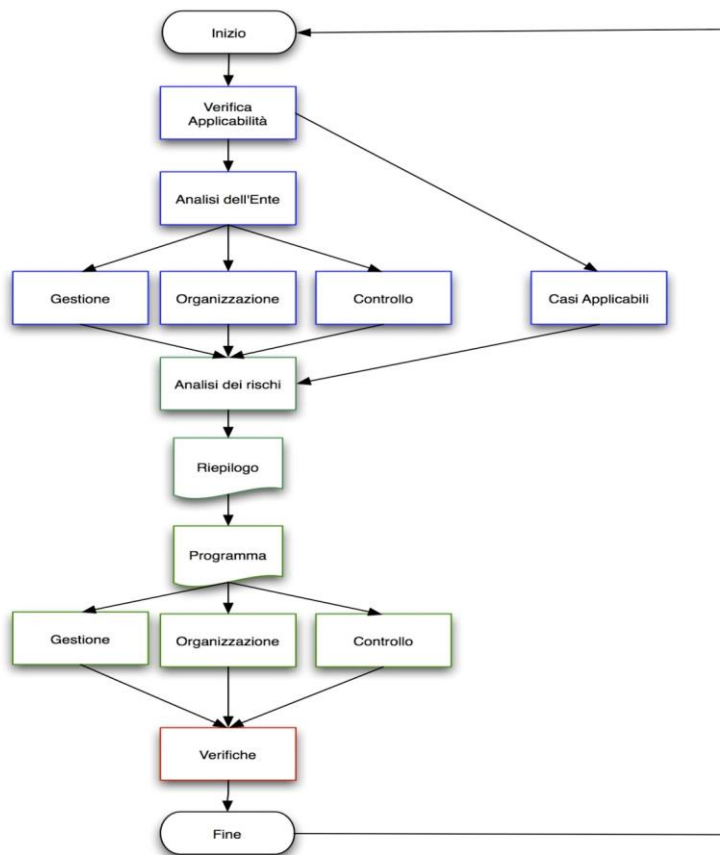 Inizio
Verifica
Applicabilità
Analisi dell'Ente
Gestione
Organizzazione
Controllo
Casi Applicabili
Analisi dei rischi
Riepilogo
Programma
Gestione
Organizzazione
Controllo
Verifiche
Fine